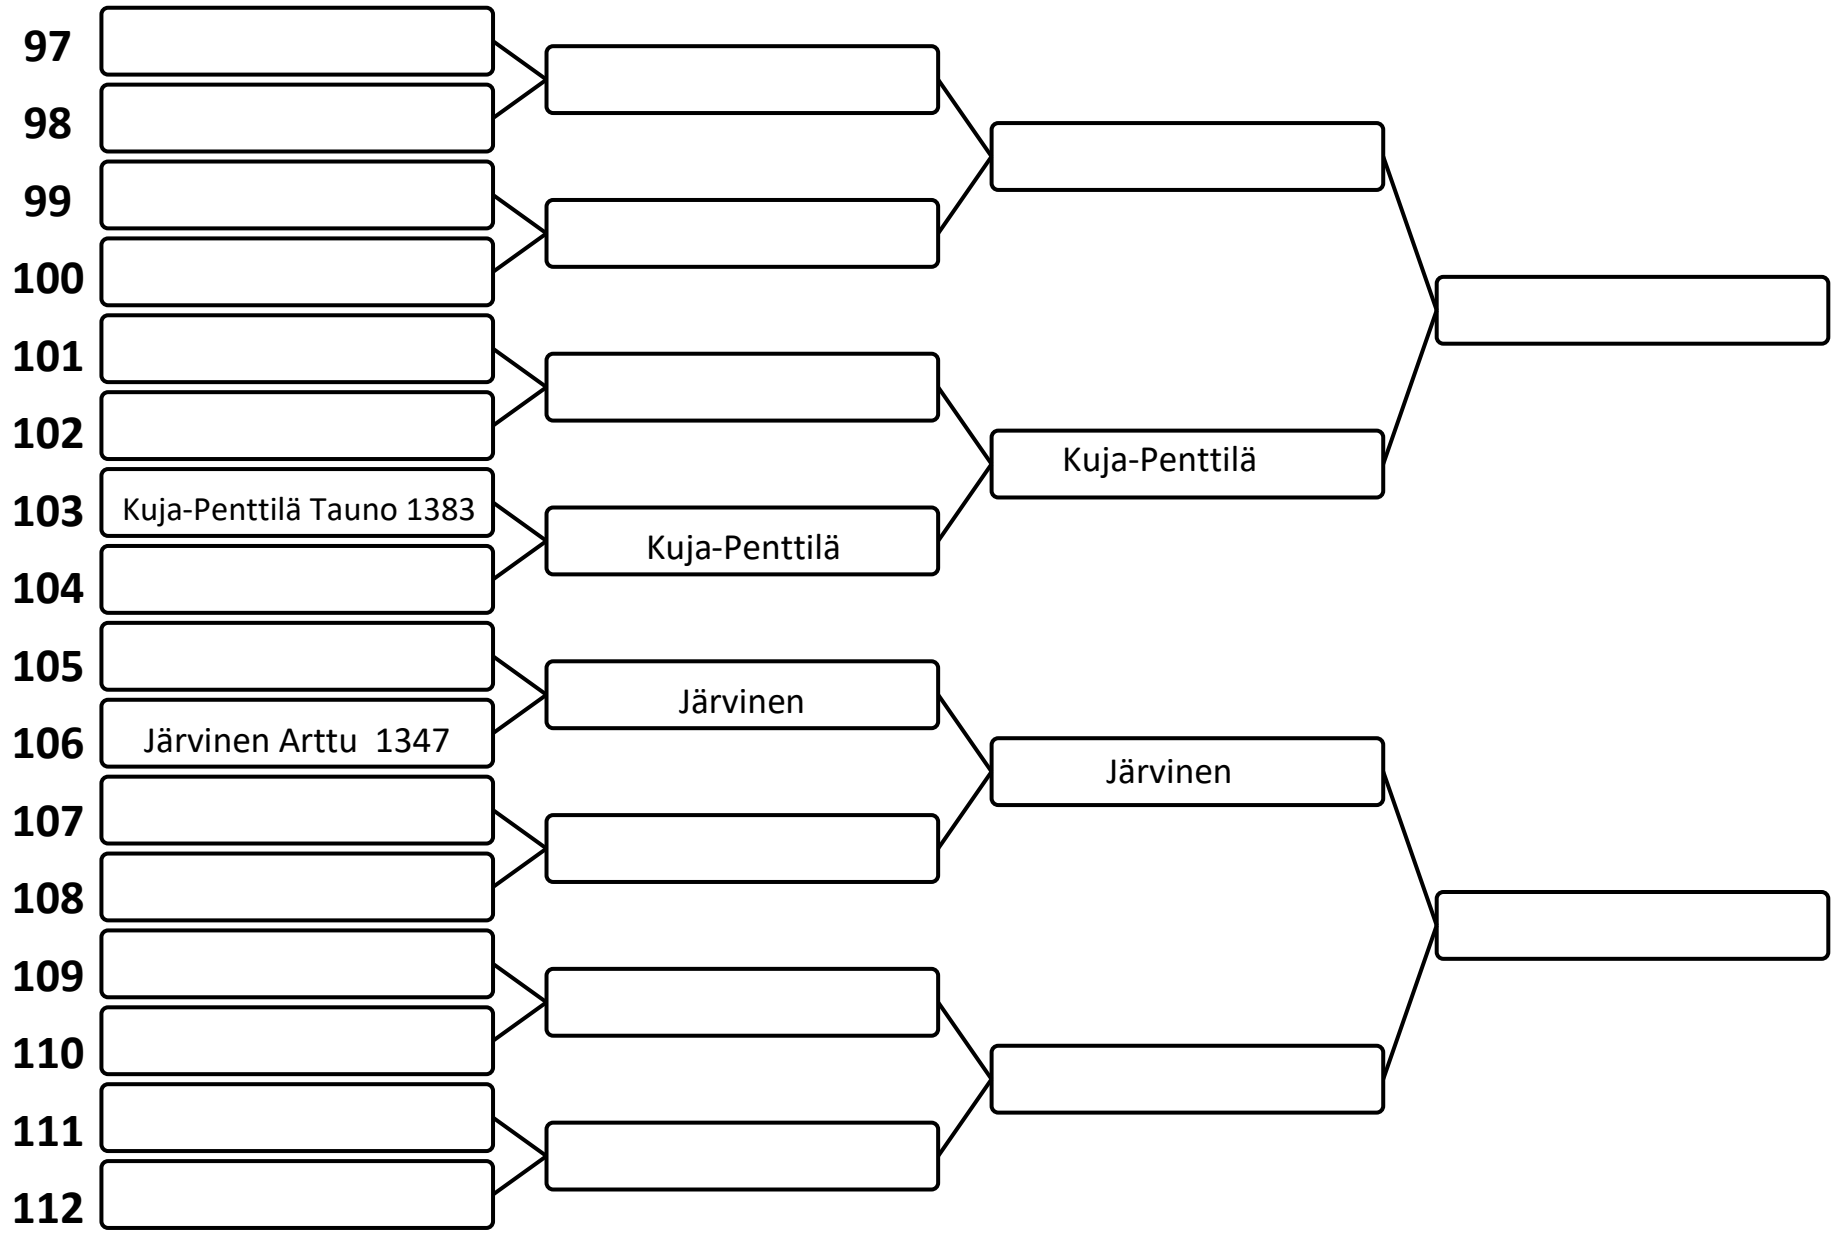 97
98
99
100
101
102
Kuja-Penttilä
103 Kuja-Penttilä Tauno 1383
Kuja-Penttilä
104
105
Järvinen
106 Järvinen Arttu  1347
Järvinen
107
108
109
110
111
112